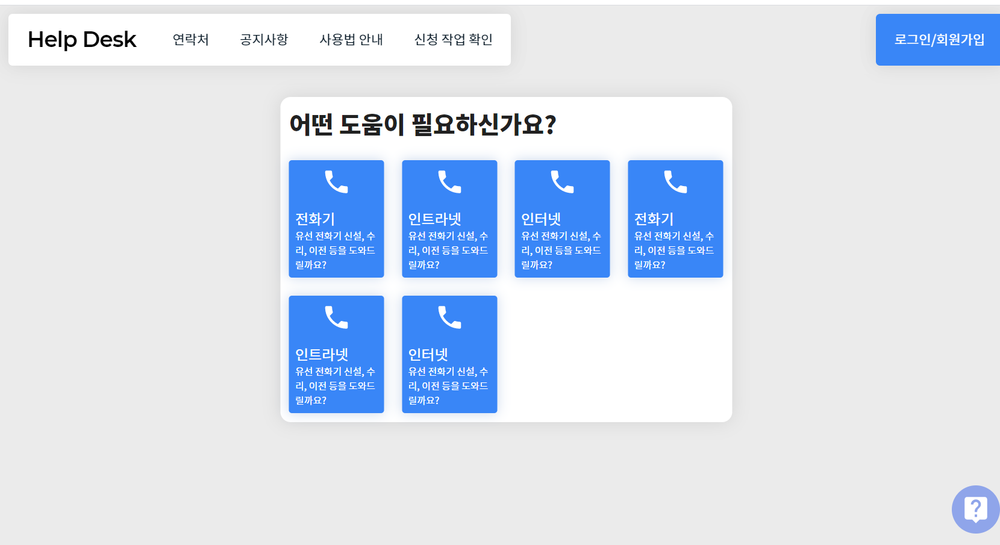 Help Desk 연락처 공지사항 사용법 안내 신청 작업 확인 로그인/회원가입
어떤 도움이 필요하신가요?
전화기
유선 전화기 신설, 수
리, 이전 등을 도와드
릴까요?
인트라넷
유선 전화기 신설, 수
리, 이전 등을 도와드
릴까요?
인터넷
유선 전화기 신설, 수
리, 이전 등을 도와드
릴까요?
전화기
유선 전화기 신설, 수
리, 이전 등을 도와드
릴까요?
인트라넷
유선 전화기 신설, 수
리, 이전 등을 도와드
릴까요?
인터넷
유선 전화기 신설, 수
리, 이전 등을 도와드
릴까요?
?